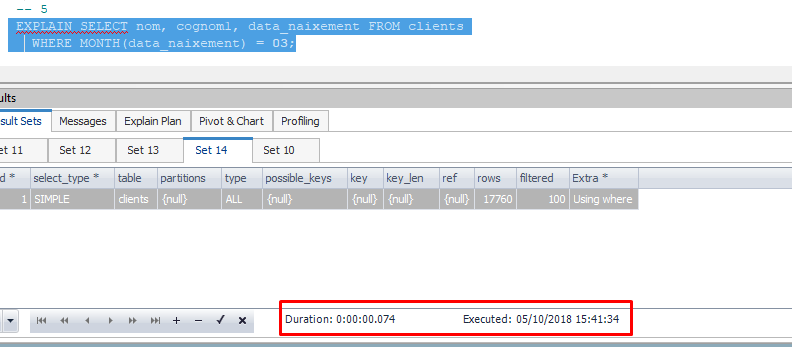 -- 5
EXPLAIN SELECT nom, cognom1, data_naixement FROM clients
WHERE MONTH(data_naixement) = 03;
ults
sult Sets Messages Explain Plan Pivot & Chart Profiling
et 11 Set 12 Set 13 Set 14 Set 10
d * select_type * table partitions type possible_keys key key_len ref rows filtered Extra *
1 SIMPLE clients {null} ALL {null} {null} {null} {null} 17760 100 Using where
Duration: 0:00:00.074 Executed: 05/10/2018 15:41:34